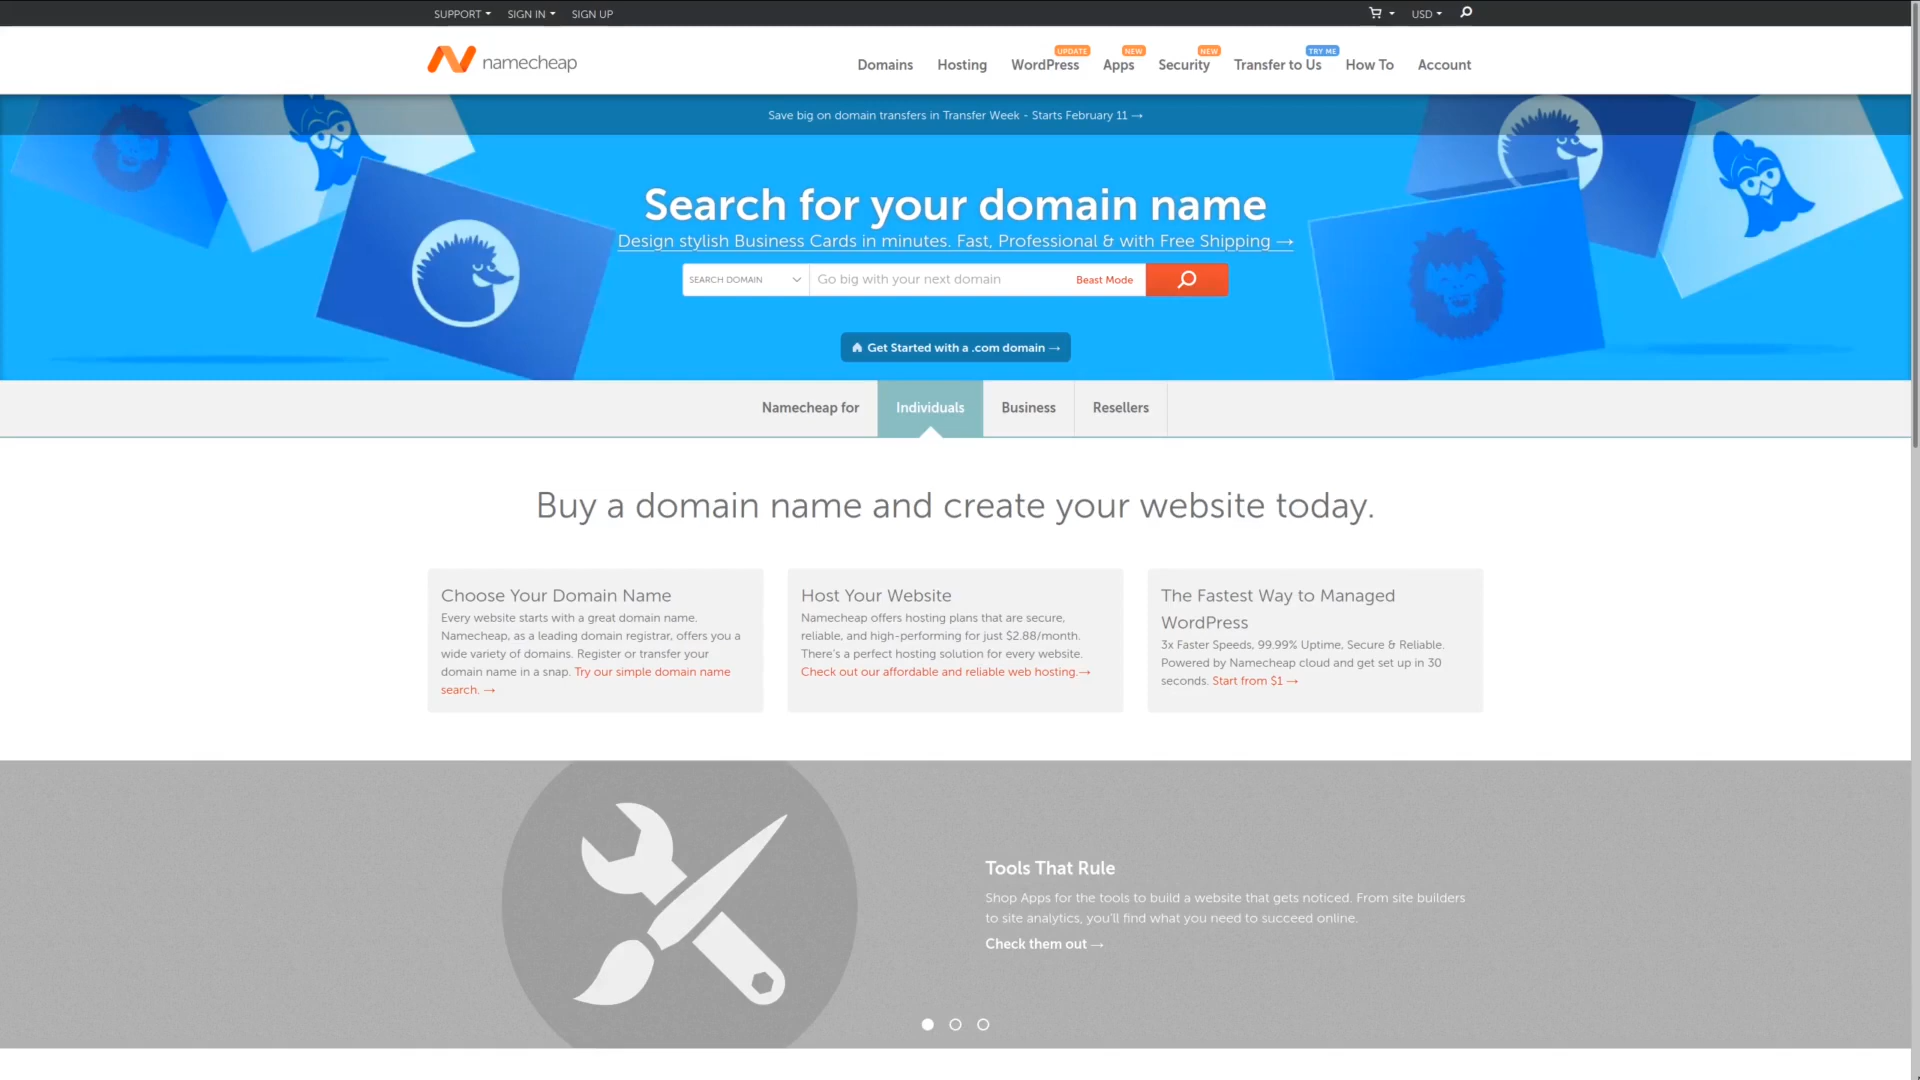 SUPPORT SIGN IN SIGN UP USD
namecheap
UPDATE NEW NEW TRY ME
Domains Hosting WordPress Apps Security Transfer to Us How To Account
Save big on domain transfers in Transfer Week - Starts February 11 →
Search for your domain name
Design stylish Business Cards in minutes. Fast, Professional & with Free Shipping →
SEARCH DOMAIN Go big with your next domain Beast Mode
Get Started with a .com domain →
Namecheap for Individuals Business Resellers
Buy a domain name and create your website today.
Choose Your Domain Name
Every website starts with a great domain name.
Namecheap, as a leading domain registrar, offers you a
wide variety of domains. Register or transfer your
domain name in a snap. Try our simple domain name
search. →
Host Your Website
Namecheap offers hosting plans that are secure,
reliable, and high-performing for just $2.88/month.
There's a perfect hosting solution for every website.
Check out our affordable and reliable web hosting.→
The Fastest Way to Managed
WordPress
3x Faster Speeds, 99.99% Uptime, Secure & Reliable.
Powered by Namecheap cloud and get set up in 30
seconds. Start from $1 →
Tools That Rule
Shop Apps for the tools to build a website that gets noticed. From site builders
to site analytics, you'll find what you need to succeed online.
Check them out →